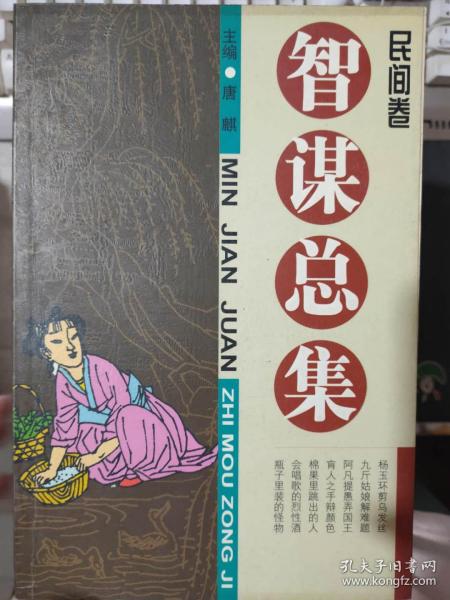 民间卷
智谋总集
主编●唐麒
MIN JIAN JUAN
ZHI MOU ZONG JI
杨玉环剪乌发丝
九斤姑娘解难题
阿凡提愚弄国王
肓人之手辩颜色
棉果里跳出的人
会唱歌的烈性酒
瓶子里装的怪物
孔夫子旧书网
www.kongfz.com